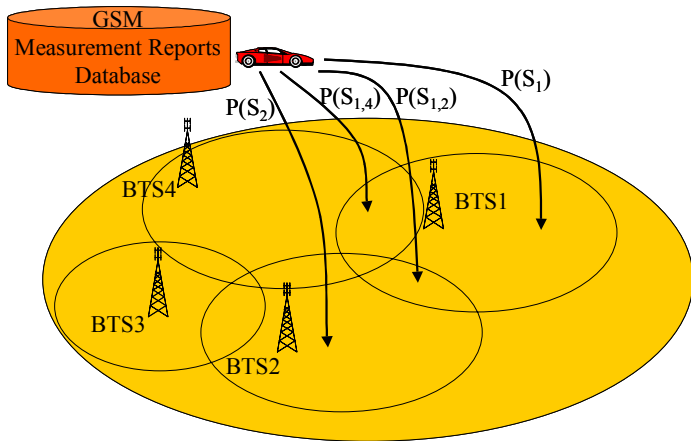 GSM
Measurement Reports
Database
P(S₂)
P(S₁,₄)
P(S₁,₂)
P(S₁)
BTS4
BTS1
BTS3
BTS2